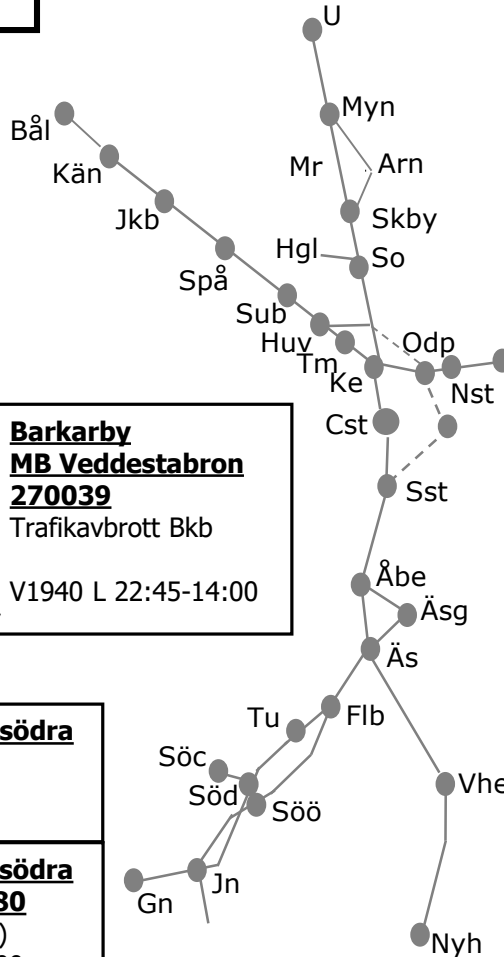 U
Myn
Bål
Mr
Arn
Kän
Jkb
Skby
Hgl
So
Spå
Sub
Huv
Odp
Tm
Ke
Nst
Cst
Barkarby
MB Veddestabron
270039
Trafikavbrott Bkb
V1940 L 22:45-14:00
Sst
Åbe
Äsg
Äs
södra
Tu
Flb
Söc
Söd
Söö
Vhe
södra
30
Jn
Gn
Nyh